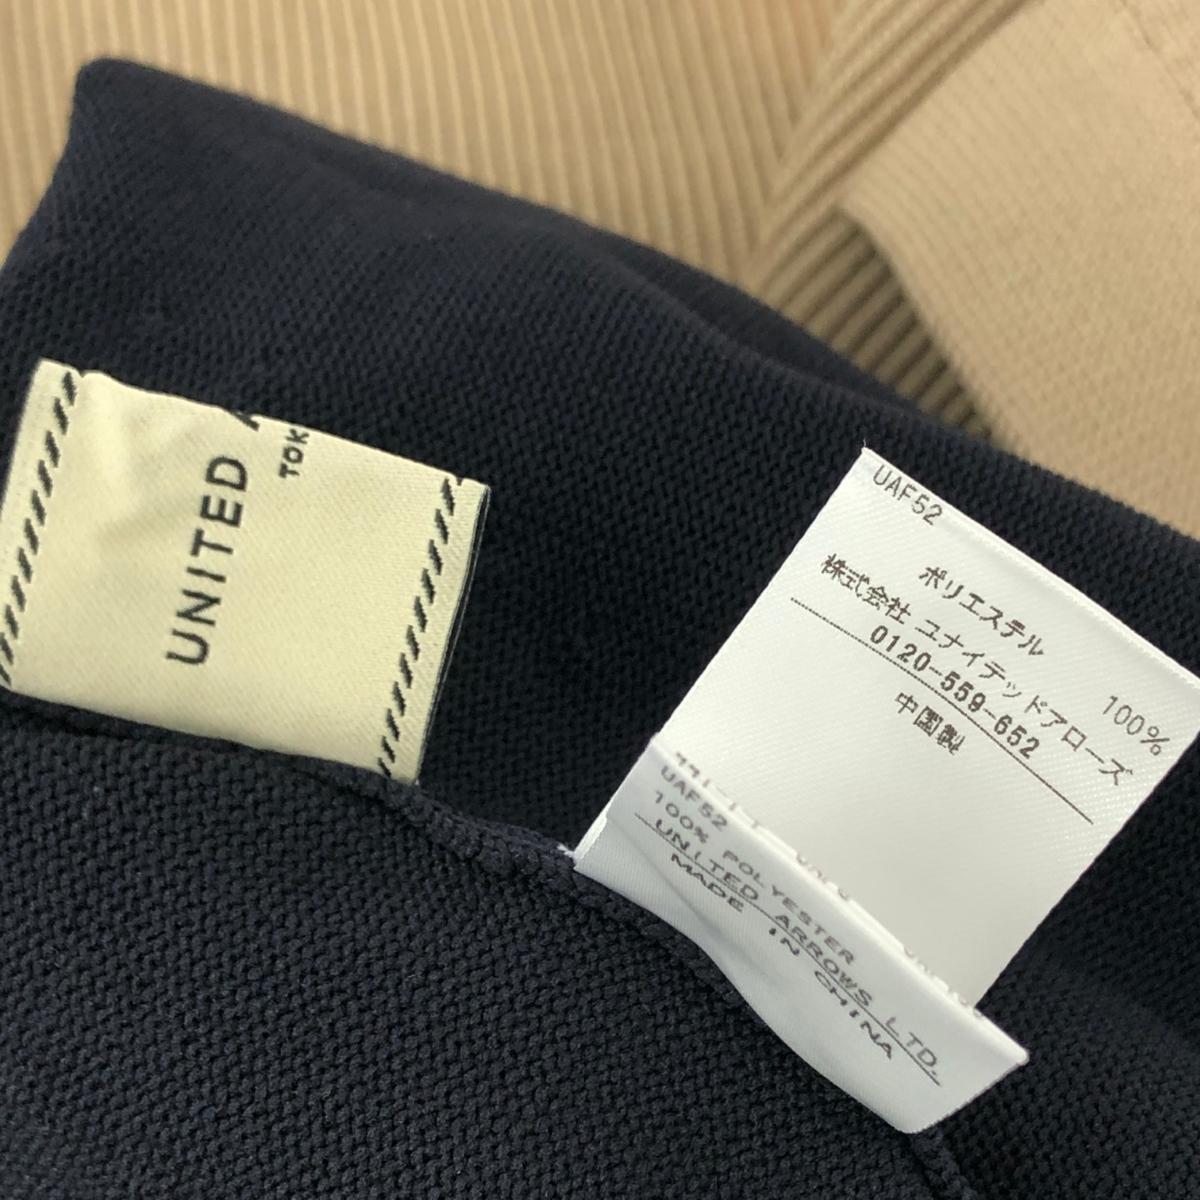 UNITED
TOK
UAF52
ポリエステル 100%
株式会社 ユナイテッドアローズ
0120-559-652
中国製
UAF52
100% POLYESTER
UNITED ARROWS LTD.
MADE IN CHINA